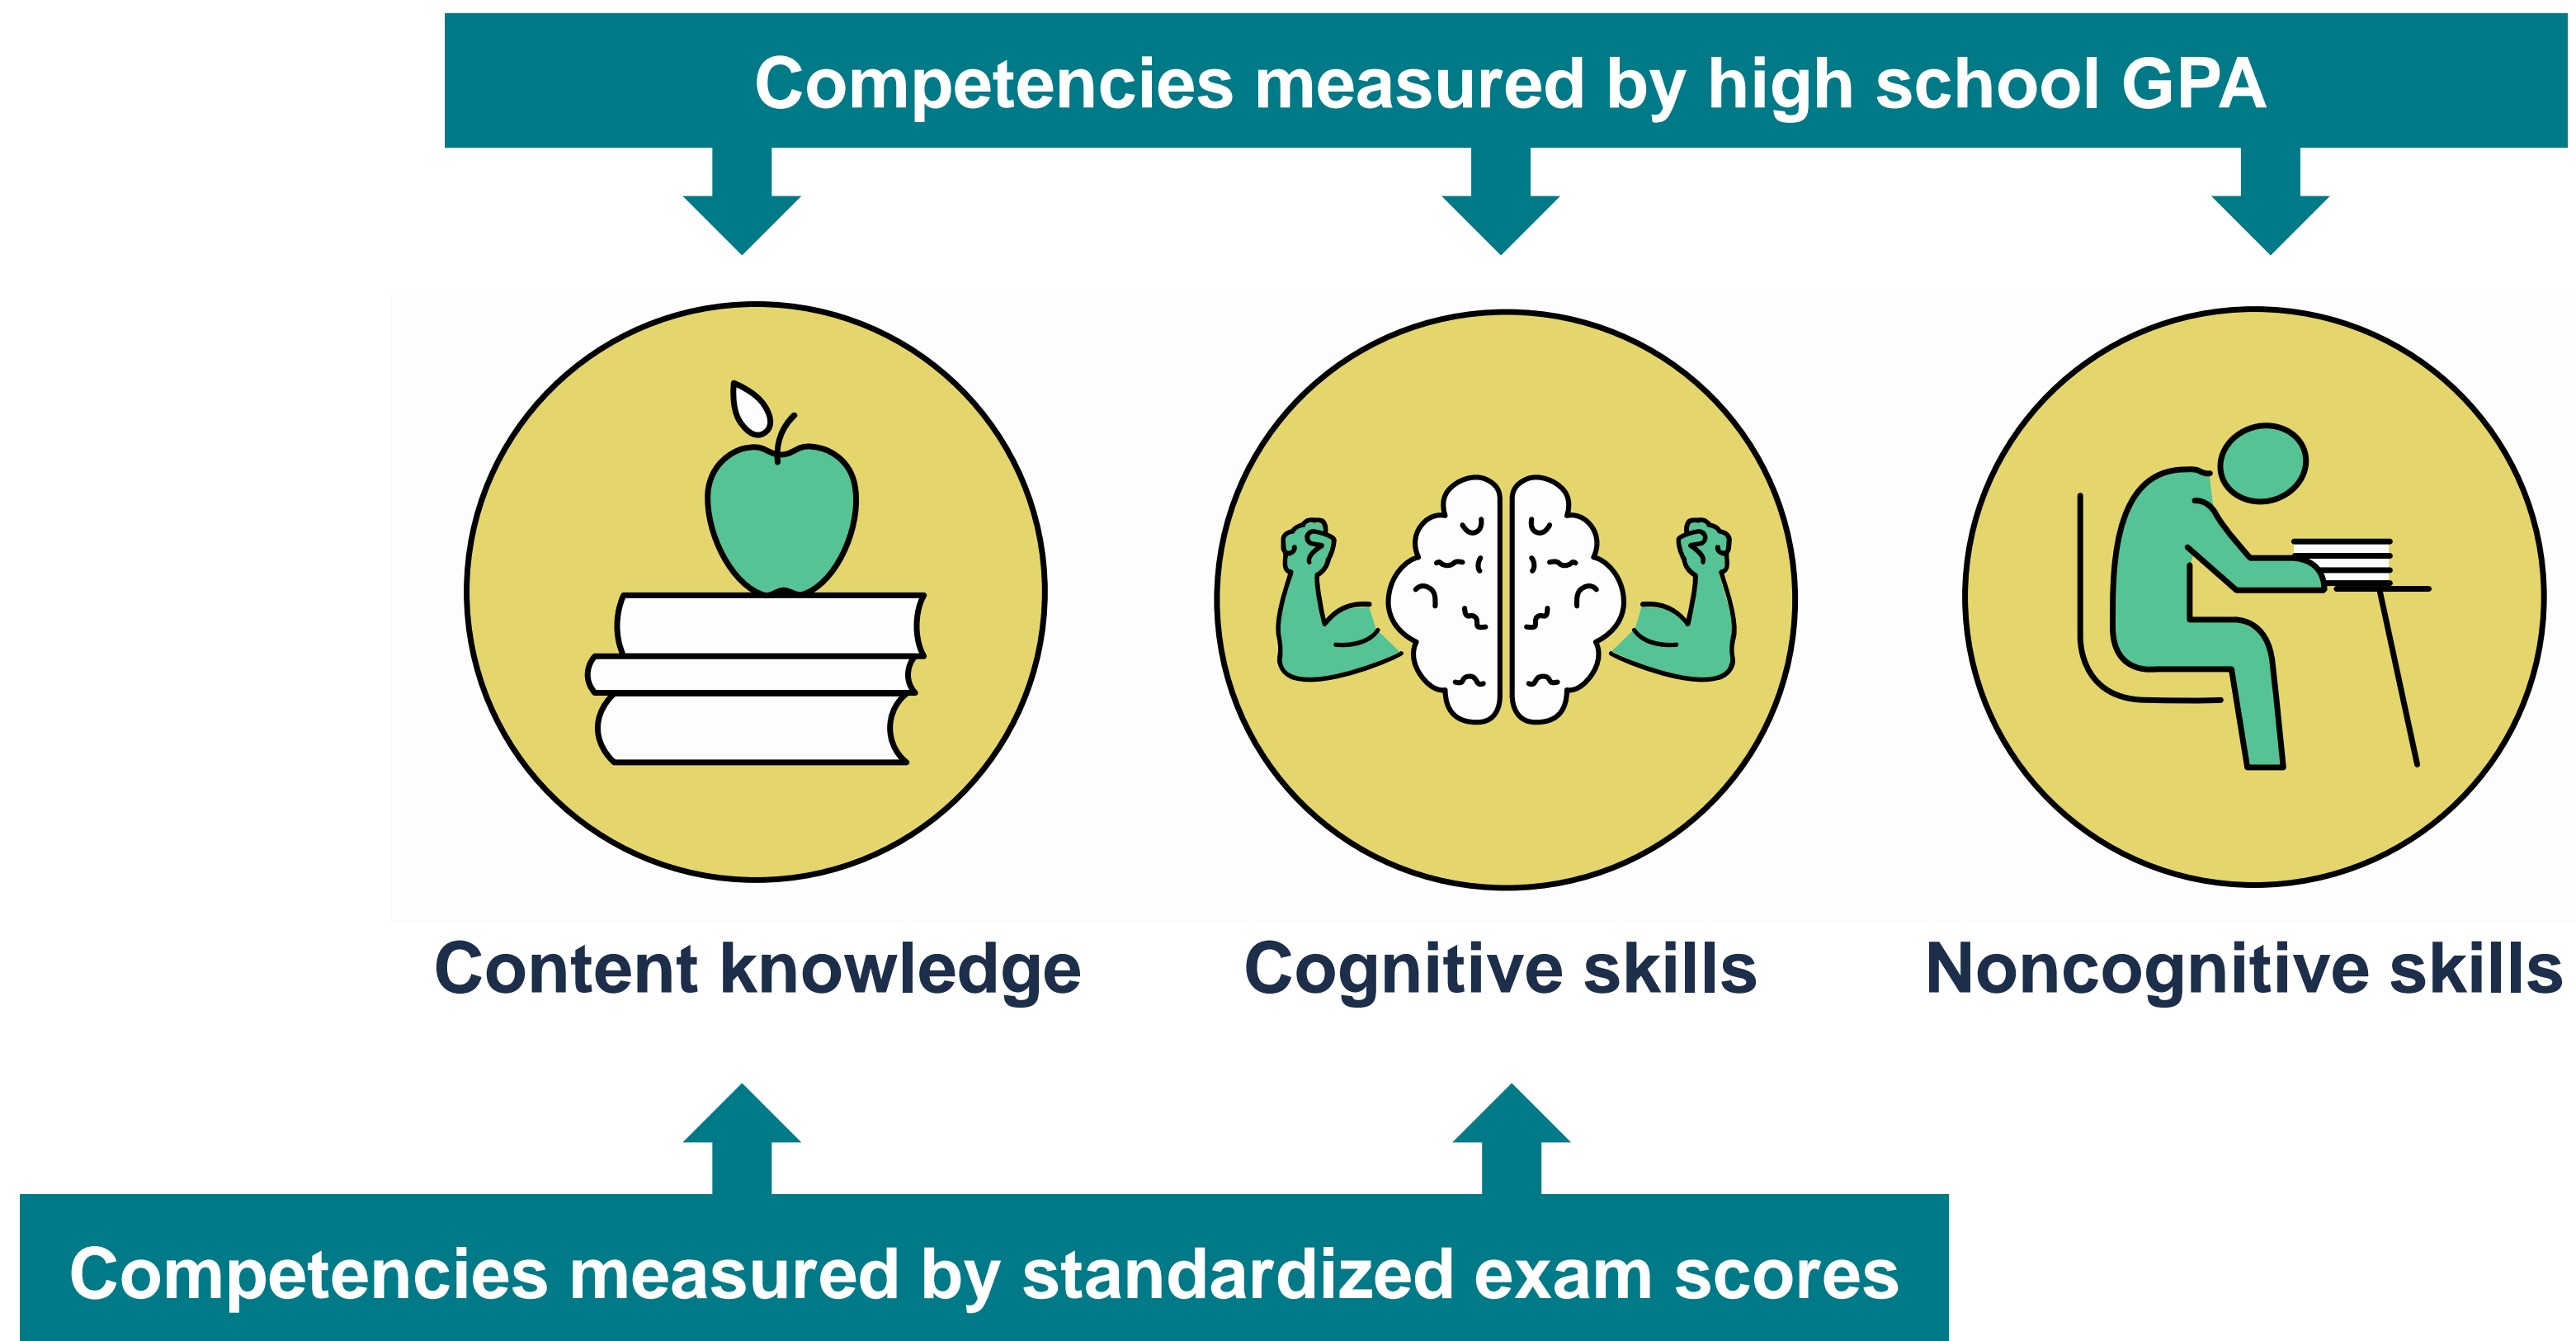 Competencies measured by high school GPA
Content knowledge
Cognitive skills
Noncognitive skills
Competencies measured by standardized exam scores